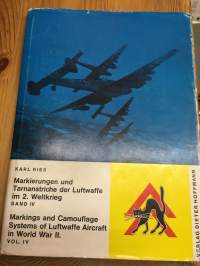 KARL RIES
Markierungen und
Tarnanstriche der Luftwaffe
im 2. Weltkrieg
BAND IV
Markings and Camouflage
Systems of Luftwaffe Aircraft
in World War II.
VOL. IV
VERLAG DIETER HOFFMANN